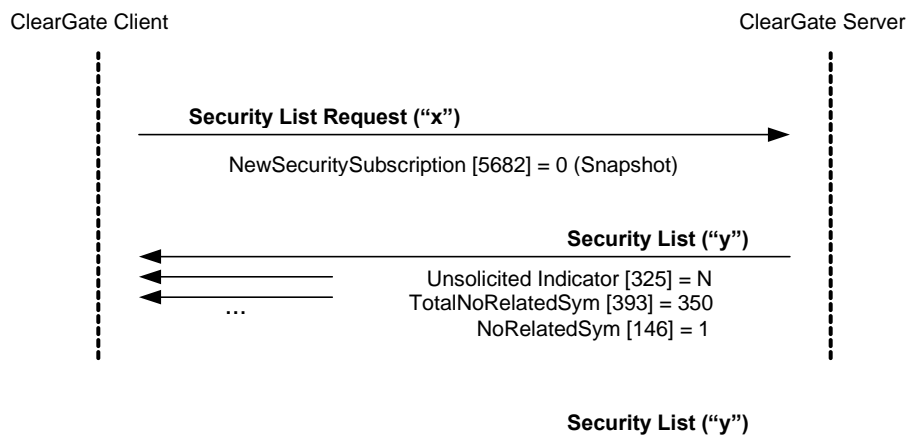 ClearGate Client
ClearGate Server
Security List Request (“x”)
NewSecuritySubscription [5682] = 0 (Snapshot)
Security List (“y”)
Unsolicited Indicator [325] = N
TotalNoRelatedSym [393] = 350
...
NoRelatedSym [146] = 1
Security List (“y”)